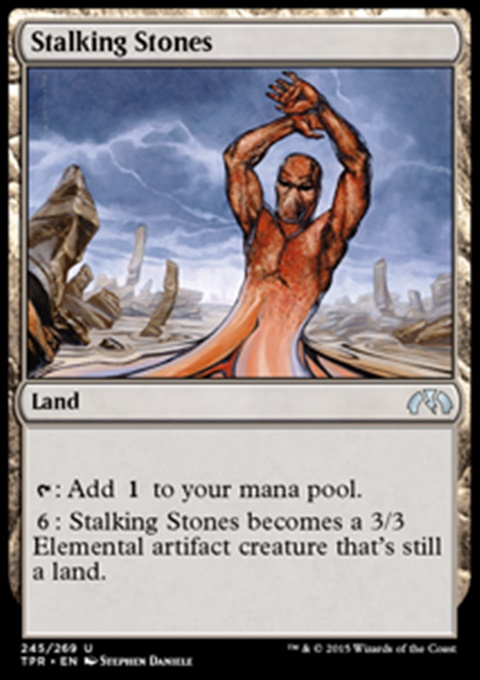 Stalking Stones
Land
: Add 1 to your mana pool.
6: Stalking Stones becomes a 3/3
Elemental artifact creature that's still
a land.
245/269 U
™ & © 2015 Wizards of the Coast
TPR • EN Stephen Daniele